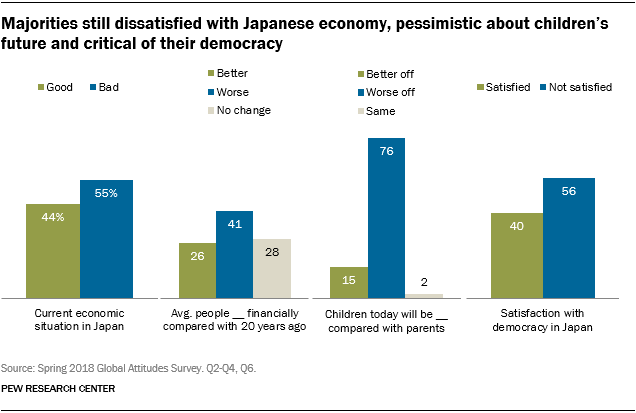 Majorities still dissatisfied with Japanese economy, pessimistic about children's
future and critical of their democracy
Good Bad
Better
Worse
No change
Better off
Worse off
Same
Satisfied Not satisfied
44% 55%
26 41 28
15 76 2
40 56
Current economic
situation in Japan
Avg. people __ financially
compared with 20 years ago
Children today will be __
compared with parents
Satisfaction with
democracy in Japan
Source: Spring 2018 Global Attitudes Survey. Q2-Q4, Q6.
PEW RESEARCH CENTER